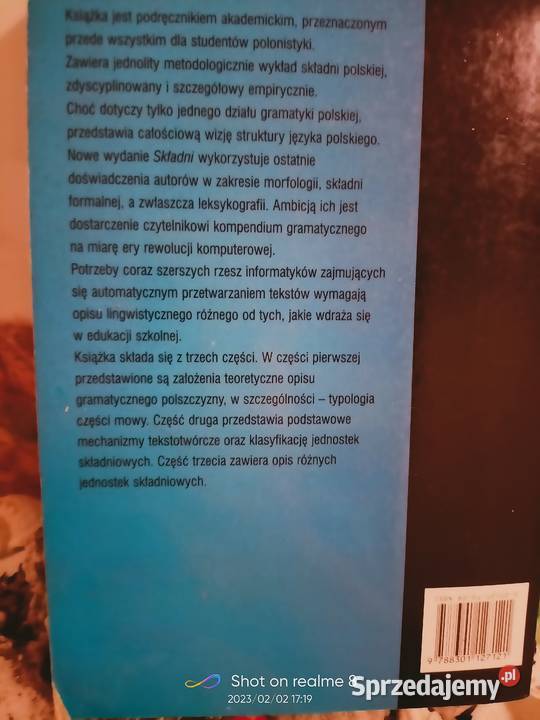 Książka jest podręcznikiem akademickim, przeznaczonym
przede wszystkim dla studentów polonistyki.
Zawiera jednolity metodologicznie wykład składni polskiej,
zdyscyplinowany i szczegółowy empirycznie.
Choć dotyczy tylko jednego działu gramatyki polskiej,
przedstawia całościową wizję struktury języka polskiego.
Nowe wydanie Składni wykorzystuje ostatnie
doświadczenia autorów w zakresie morfologii, składni
formalnej, a zwłaszcza leksykografii. Ambicją ich jest
dostarczenie czytelnikowi kompendium gramatycznego
na miarę ery rewolucji komputerowej.
Potrzeby coraz szerszych rzesz informatyków zajmujących
się automatycznym przetwarzaniem tekstów wymagają
opisu lingwistycznego różnego od tych, jakie wdraża się
w edukacji szkolnej.
Książka składa się z trzech części. W części pierwszej
przedstawione są założenia teoretyczne opisu
gramatycznego polszczyzny, w szczególności – typologia
części mowy. Część druga przedstawia podstawowe
mechanizmy tekstotwórcze oraz klasyfikację jednostek
składniowych. Część trzecia zawiera opis różnych
jednostek składniowych.
9 788301 127121
Shot on realme 8
2023/02/02 17:19
Sprzedajemy.pl